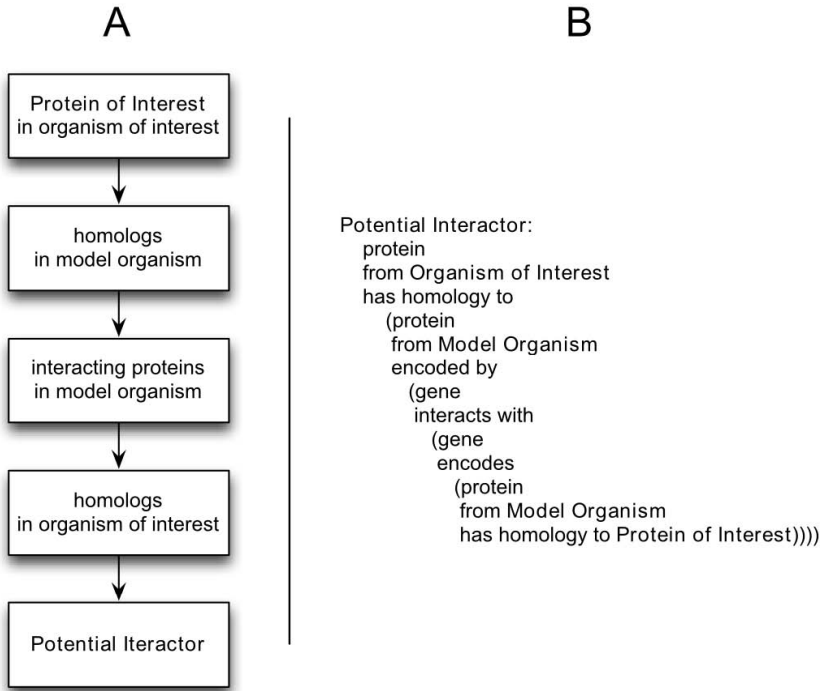 A
Protein of Interest
in organism of interest
homologs
in model organism
interacting proteins
in model organism
homologs
in organism of interest
Potential Iteractor
B
Potential Interactor:
protein
from Organism of Interest
has homology to
(protein
from Model Organism
encoded by
(gene
interacts with
(gene
encodes
(protein
from Model Organism
has homology to Protein of Interest))))